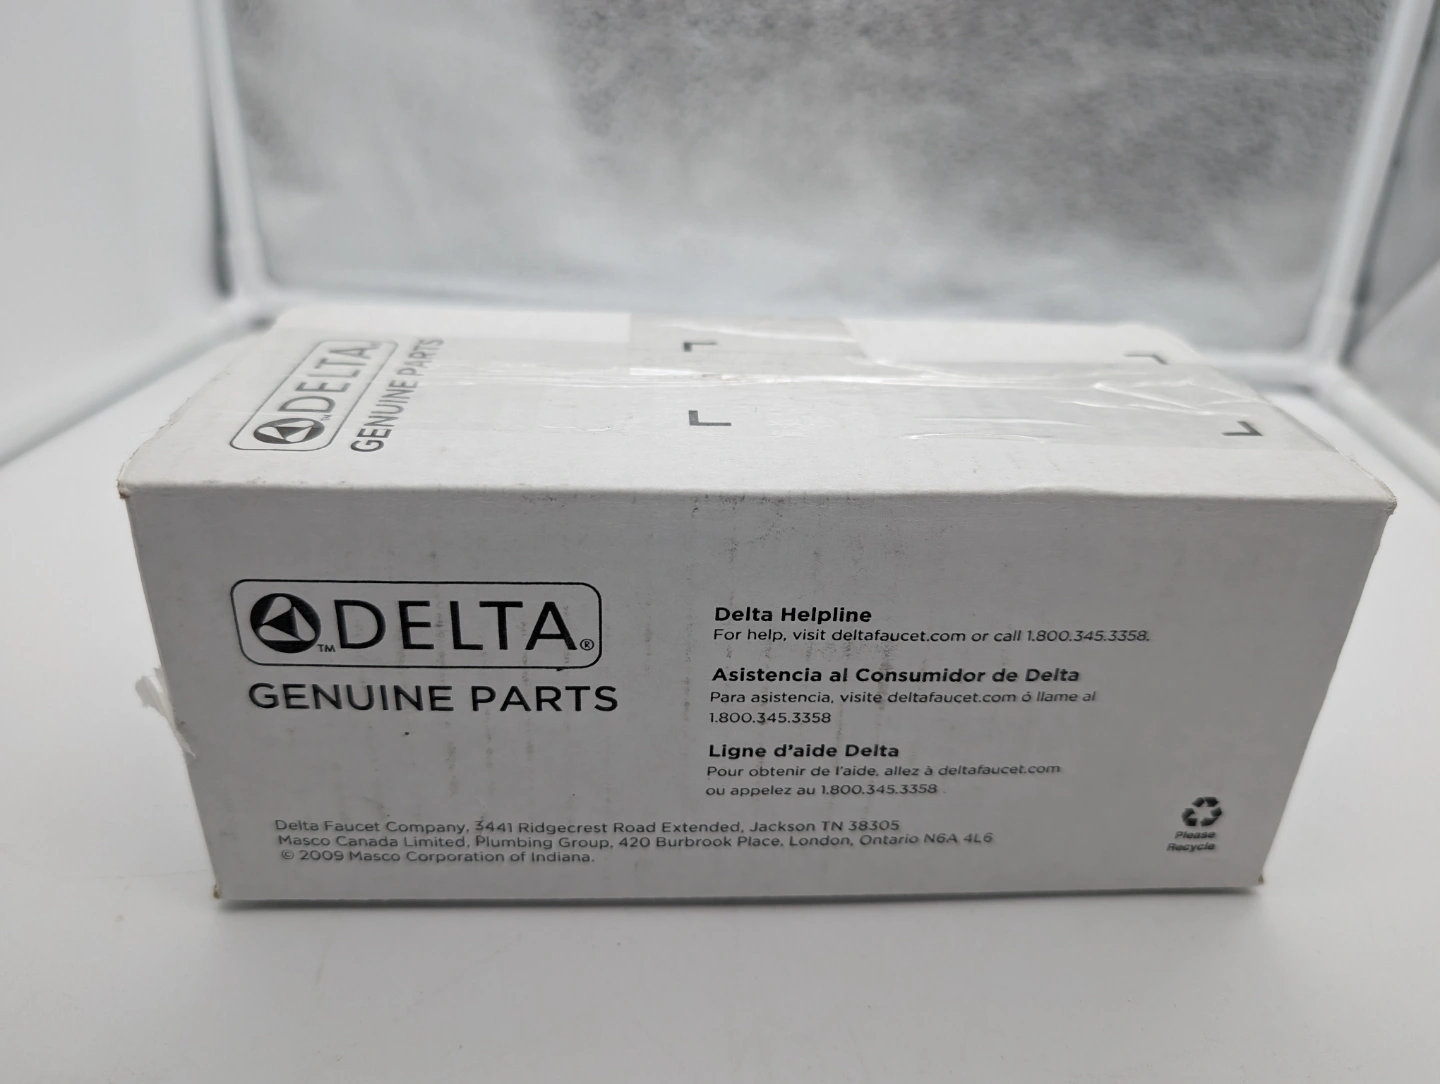 DELTA
GENUINE PARTS
™DELTA®
GENUINE PARTS
Delta Helpline
For help, visit deltafaucet.com or call 1.800.345.3358.
Asistencia al Consumidor de Delta
Para asistencia, visite deltafaucet.com ó llame al
1.800.345.3358
Ligne d'aide Delta
Pour obtenir de l'aide, allez à deltafaucet.com
ou appelez au 1.800.345.3358
Delta Faucet Company, 3441 Ridgecrest Road Extended, Jackson TN 38305
Masco Canada Limited, Plumbing Group, 420 Burbrook Place, London, Ontario N6A 4L6
© 2009 Masco Corporation of Indiana.
Please
Recycle